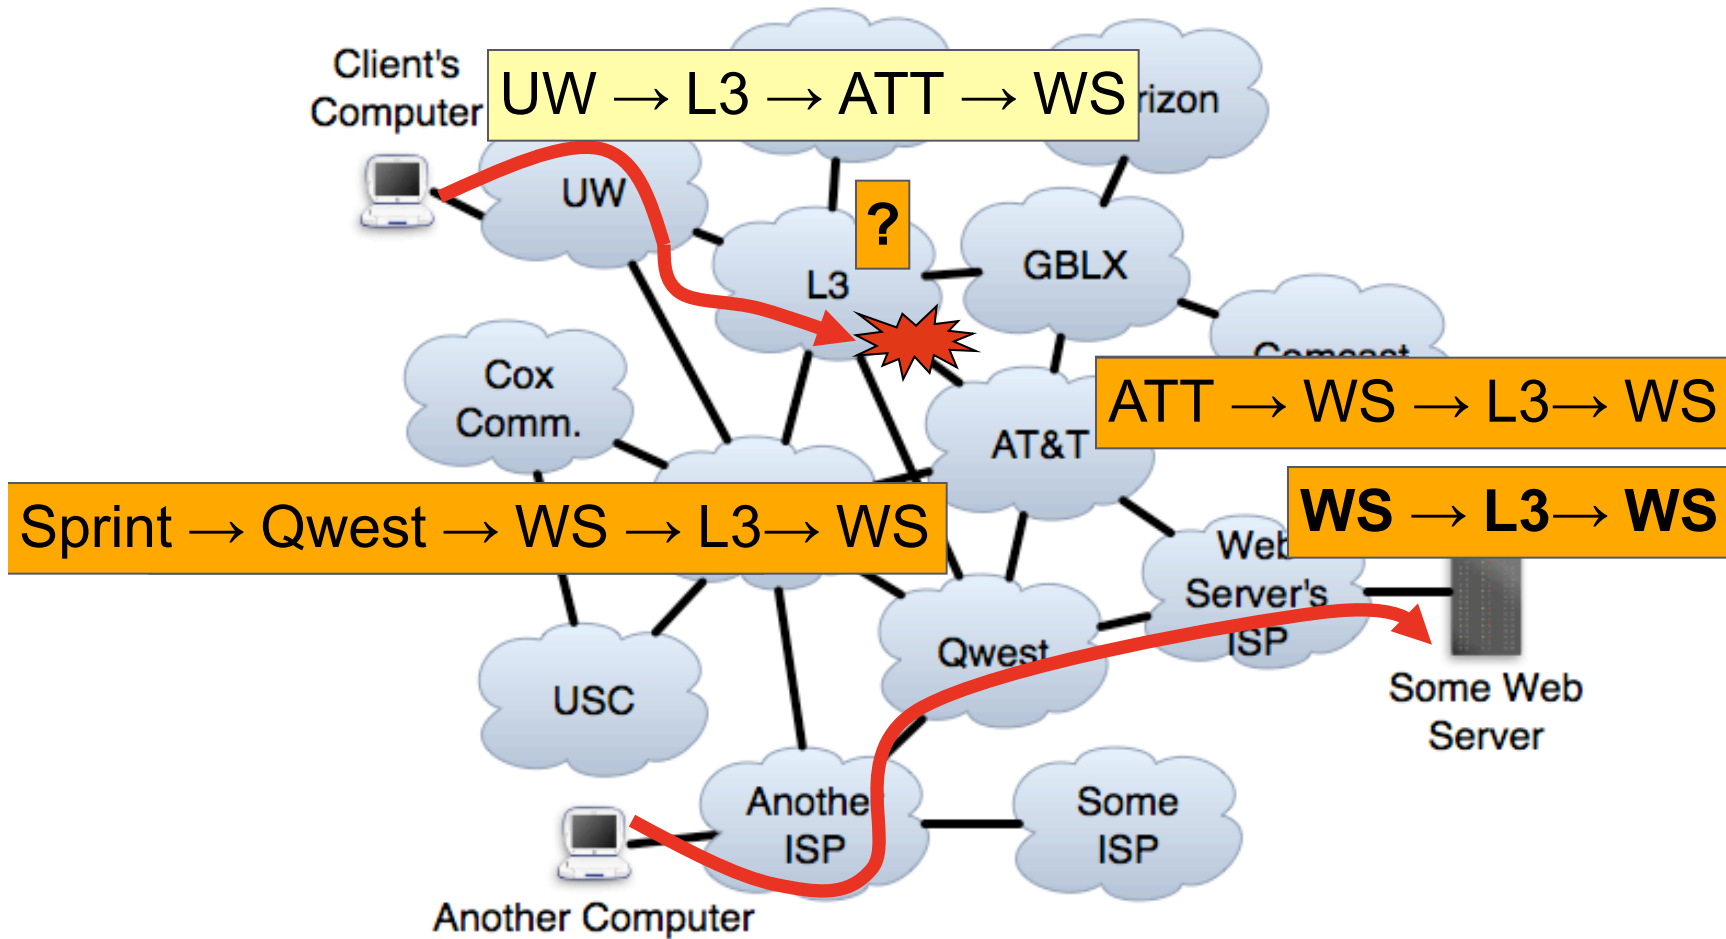 Client's
Computer
UW → L3 → ATT → WS
rizon
UW
?
L3
GBLX
Cox
Comm.
Comcast
ATT → WS → L3→ WS
AT&T
WS → L3→ WS
Sprint → Qwest → WS → L3→ WS
Web
Server's
ISP
Qwest
USC
Some Web
Server
Another
ISP
Some
ISP
Another Computer